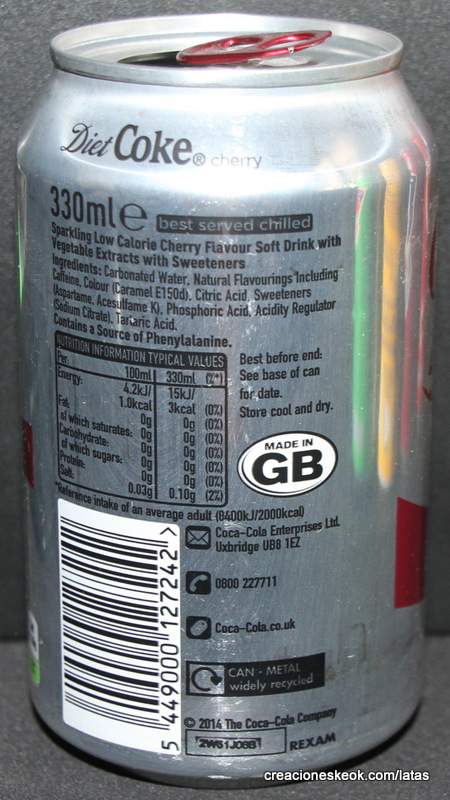 Diet Coke® cherry
330ml e best served chilled
Sparkling Low Calorie Cherry Flavour Soft Drink with
Vegetable Extracts with Sweeteners
Ingredients: Carbonated Water, Natural Flavourings Including
Caffeine, Colour (Caramel E150d), Citric Acid, Sweeteners
(Aspartame, Acesulfame K), Phosphoric Acid, Acidity Regulator
(Sodium Citrate), Tartaric Acid.
Contains a Source of Phenylalanine.
NUTRITION INFORMATION TYPICAL VALUES
Per 100ml 330ml (%*)
Energy: 4.2kJ/ 15kJ/
1.0kcal 3kcal (0%)
Fat: 0g 0g (0%)
of which saturates: 0g 0g (0%)
Carbohydrate: 0g 0g (0%)
of which sugars: 0g 0g (0%)
Protein: 0g 0g (0%)
Salt: 0.03g 0.10g (2%)
*Reference intake of an average adult (8400kJ/2000kcal)
Best before end:
See base of can
for date.
Store cool and dry.
MADE IN
GB
Coca-Cola Enterprises Ltd.
Uxbridge UB8 1EZ
0800 227711
Coca-Cola.co.uk
CAN - METAL
widely recycled
© 2014 The Coca-Cola Company
REXAM
5 449000 127242 >
creacioneskeok.com/latas